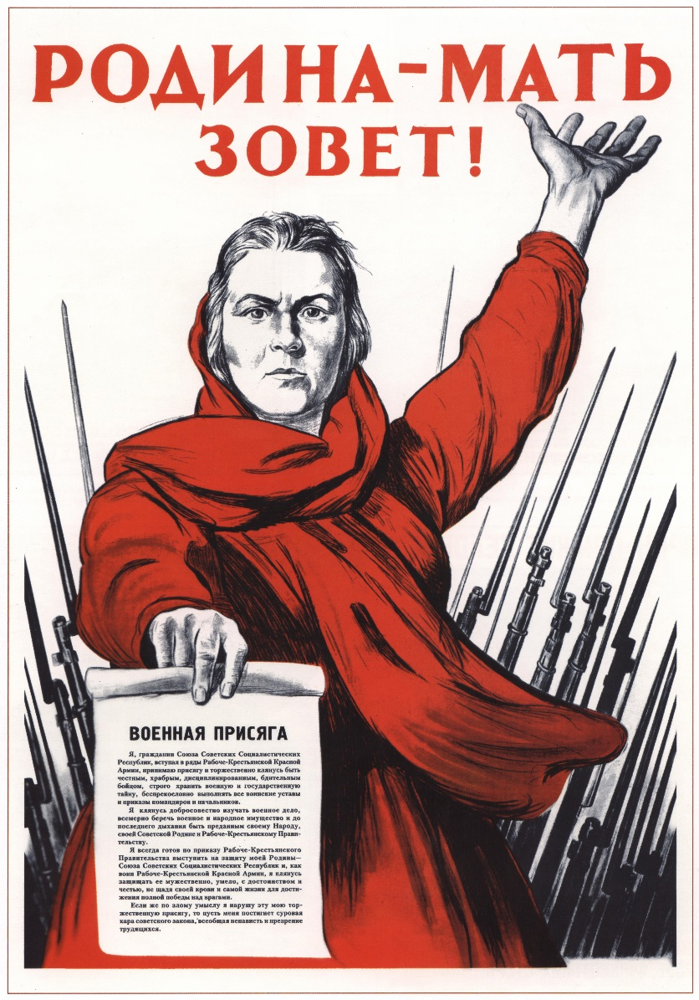 РОДИНА-МАТЬ
ЗОВЕТ!
ВОЕННАЯ ПРИСЯГА
Я, гражданин Союза Советских Социалистических
Республик, вступая в ряды Рабоче-Крестьянской Красной
Армии, принимаю присягу и торжественно клянусь быть
честным, храбрым, дисциплинированным, бдительным
бойцом, строго хранить военную и государственную
тайну, беспрекословно выполнять все воинские уставы
и приказы командиров и начальников.
Я клянусь добросовестно изучать военное дело,
всемерно беречь военное и народное имущество и до
последнего дыхания быть преданным своему Народу,
своей Советской Родине и Рабоче-Крестьянскому Прави-
тельству.
Я всегда готов по приказу Рабоче-Крестьянского
Правительства выступить на защиту моей Родины—
Союза Советских Социалистических Республик и, как
воин Рабоче-Крестьянской Красной Армии, я клянусь
защищать ее мужественно, умело, с достоинством и
честью, не щадя своей крови и самой жизни для дости-
жения полной победы над врагами.
Если же по злому умыслу я нарушу эту мою тор-
жественную присягу, то пусть меня постигнет суровая
кара советского закона, всеобщая ненависть и презрение
трудящихся.